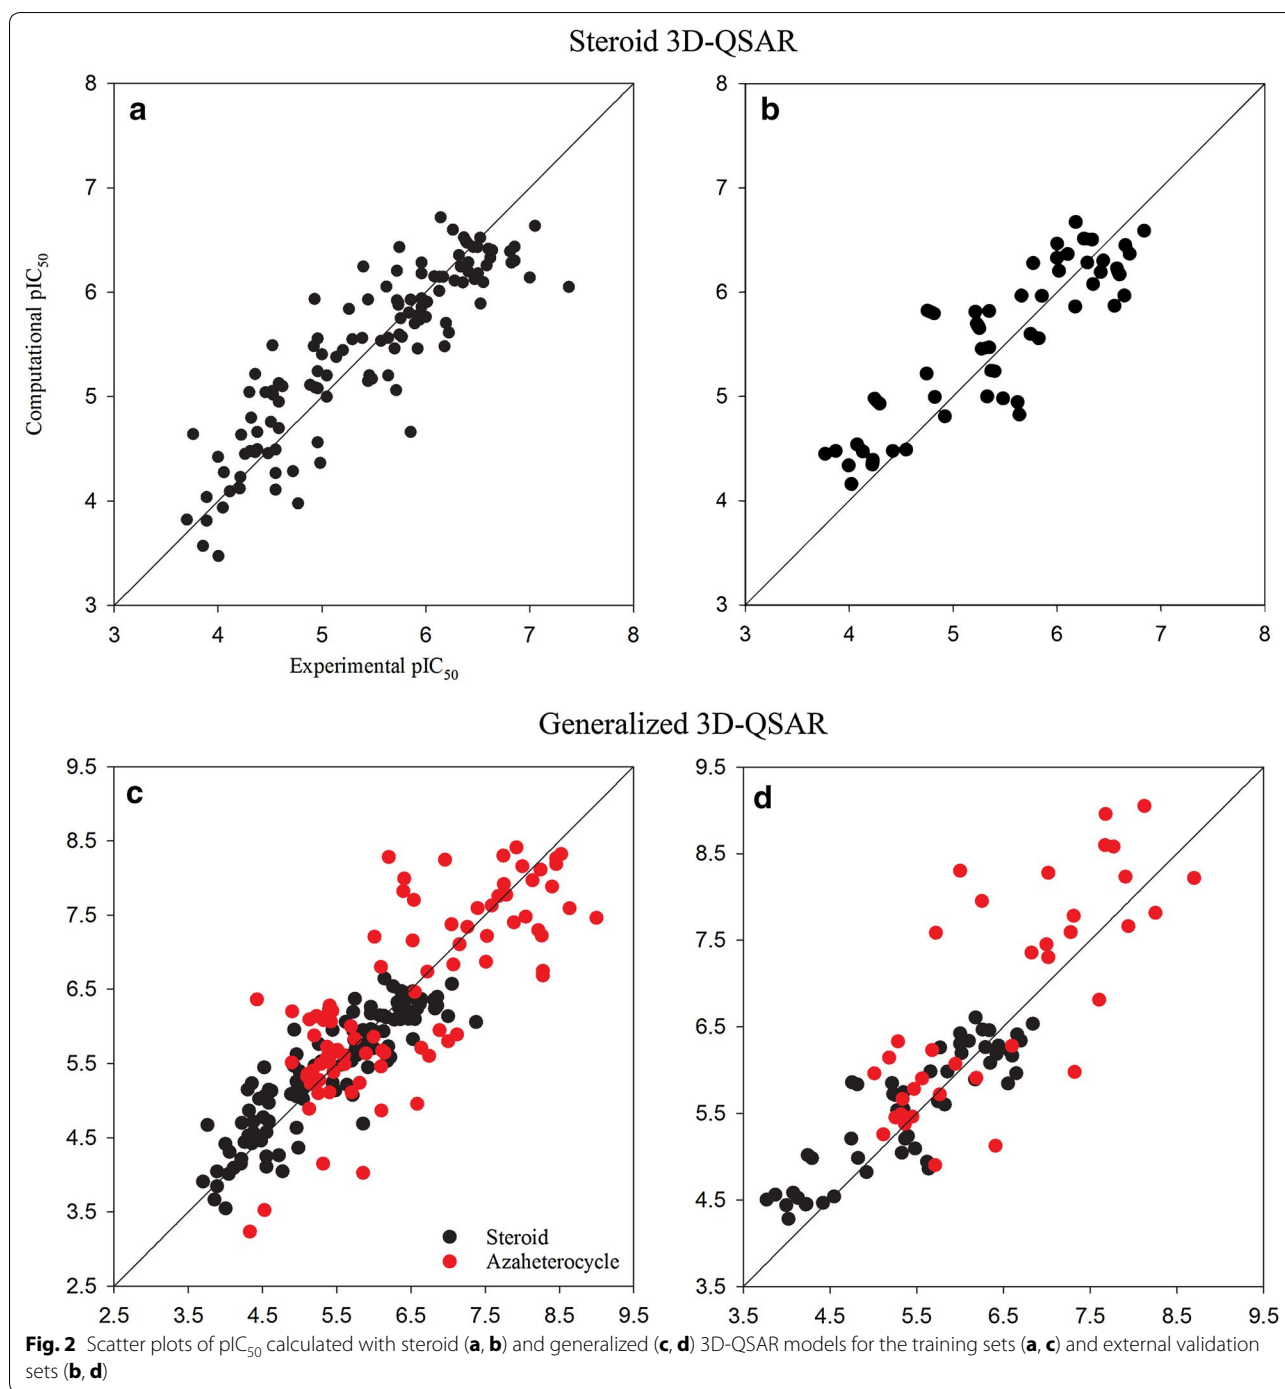 Steroid 3D-QSAR
a
b
8
7
6
5
4
3
Computational pIC50
3 4 5 6 7 8
Experimental pIC50
8
7
6
5
4
3
3 4 5 6 7 8
Generalized 3D-QSAR
c
d
9.5
8.5
7.5
6.5
5.5
4.5
3.5
2.5
Steroid
Azaheterocycle
2.5 3.5 4.5 5.5 6.5 7.5 8.5 9.5
9.5
8.5
7.5
6.5
5.5
4.5
3.5
3.5 4.5 5.5 6.5 7.5 8.5 9.5
Fig. 2 Scatter plots of pIC50 calculated with steroid (a, b) and generalized (c, d) 3D-QSAR models for the training sets (a, c) and external validation
sets (b, d)